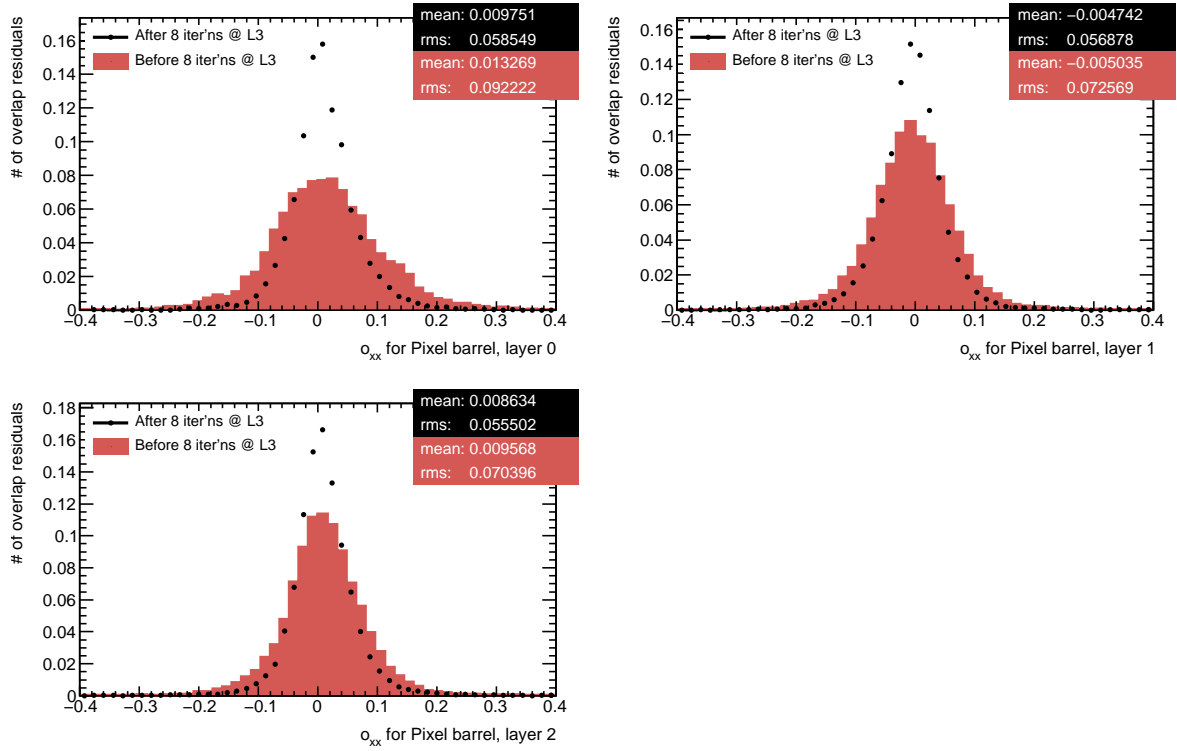 # of overlap residuals
0.16
0.14
0.12
0.1
0.08
0.06
0.04
0.02
0
After 8 iter'ns @ L3
Before 8 iter'ns @ L3
mean: 0.009751
rms: 0.058549
mean: 0.013269
rms: 0.092222
−0.4 −0.3 −0.2 −0.1 0 0.1 0.2 0.3 0.4
oxx for Pixel barrel, layer 0
# of overlap residuals
0.16
0.14
0.12
0.1
0.08
0.06
0.04
0.02
0
After 8 iter'ns @ L3
Before 8 iter'ns @ L3
mean: −0.004742
rms: 0.056878
mean: −0.005035
rms: 0.072569
−0.4 −0.3 −0.2 −0.1 0 0.1 0.2 0.3 0.4
oxx for Pixel barrel, layer 1
# of overlap residuals
0.18
0.16
0.14
0.12
0.1
0.08
0.06
0.04
0.02
0
After 8 iter'ns @ L3
Before 8 iter'ns @ L3
mean: 0.008634
rms: 0.055502
mean: 0.009568
rms: 0.070396
−0.4 −0.3 −0.2 −0.1 0 0.1 0.2 0.3 0.4
oxx for Pixel barrel, layer 2